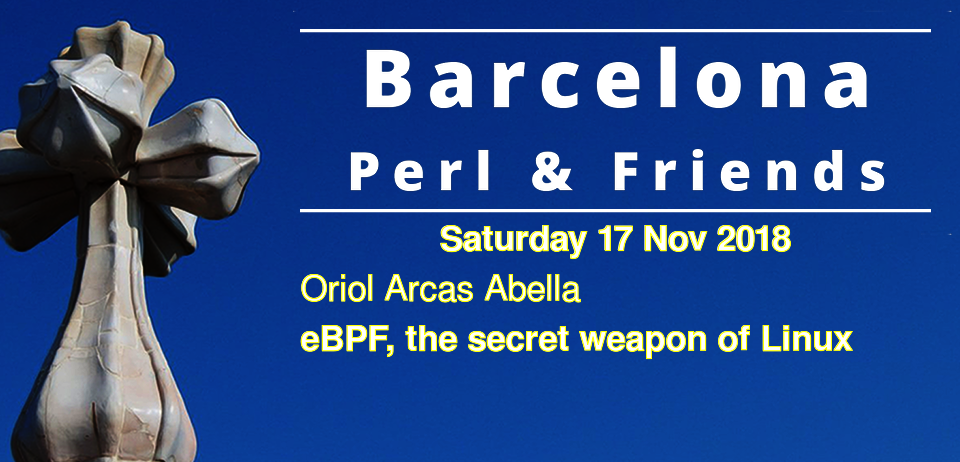 Barcelona
Perl & Friends
Saturday 17 Nov 2018
Oriol Arcas Abella
eBPF, the secret weapon of Linux